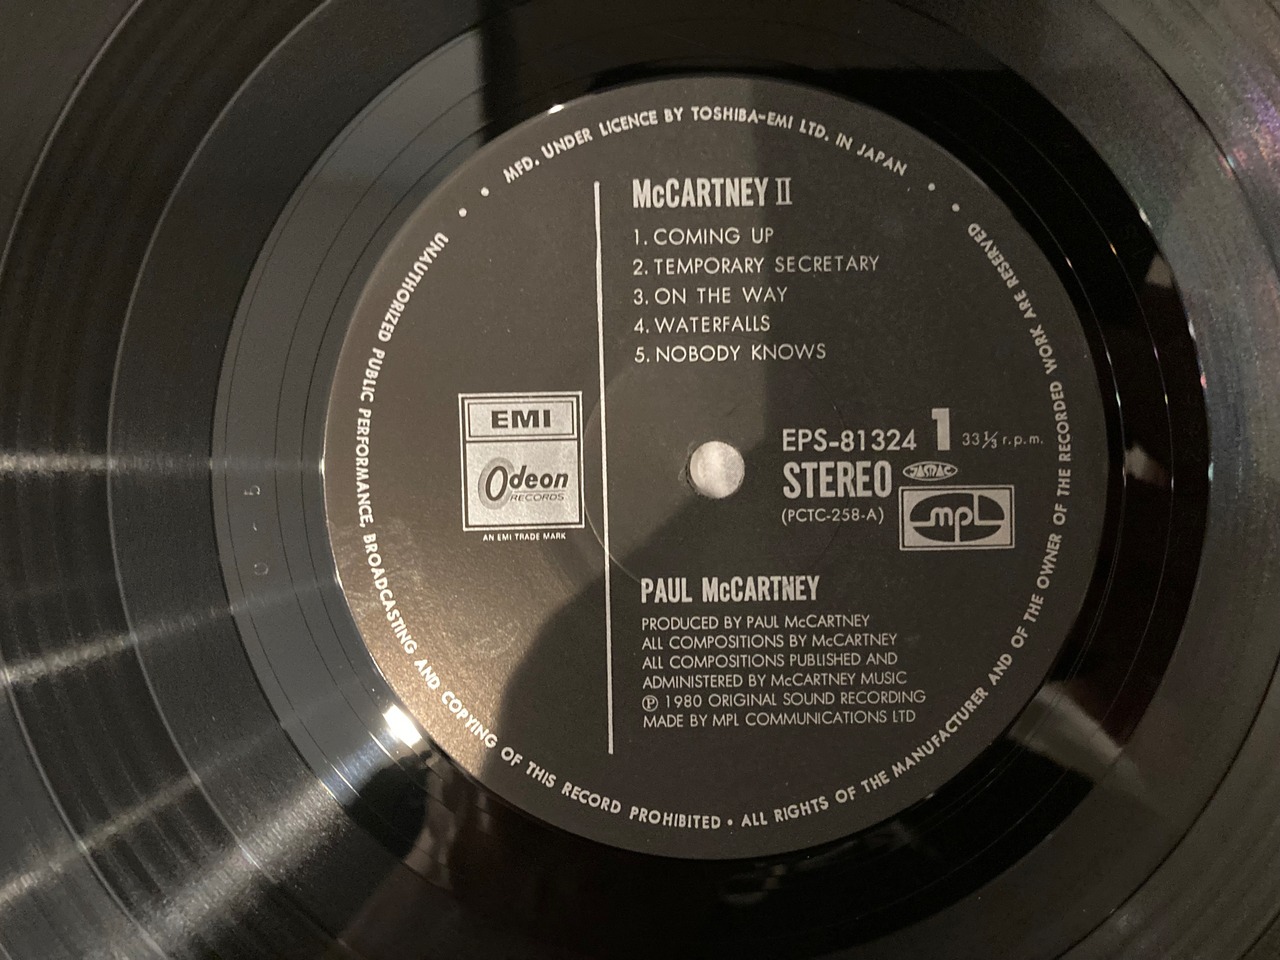 MFD. UNDER LICENCE BY TOSHIBA-EMI LTD. IN JAPAN
McCARTNEY II
1. COMING UP
2. TEMPORARY SECRETARY
3. ON THE WAY
4. WATERFALLS
5. NOBODY KNOWS
EMI
Odeon
RECORDS
AN EMI TRADE MARK
EPS-81324 1 33⅓ r.p.m.
STEREO JASRAC
(PCTC-258-A)
mpl
PAUL McCARTNEY
PRODUCED BY PAUL McCARTNEY
ALL COMPOSITIONS BY McCARTNEY
ALL COMPOSITIONS PUBLISHED AND
ADMINISTERED BY McCARTNEY MUSIC
℗ 1980 ORIGINAL SOUND RECORDING
MADE BY MPL COMMUNICATIONS LTD
UNAUTHORIZED PUBLIC PERFORMANCE, BROADCASTING AND COPYING OF THIS RECORD PROHIBITED • ALL RIGHTS OF THE MANUFACTURER AND OF THE OWNER OF THE RECORDED WORK ARE RESERVED